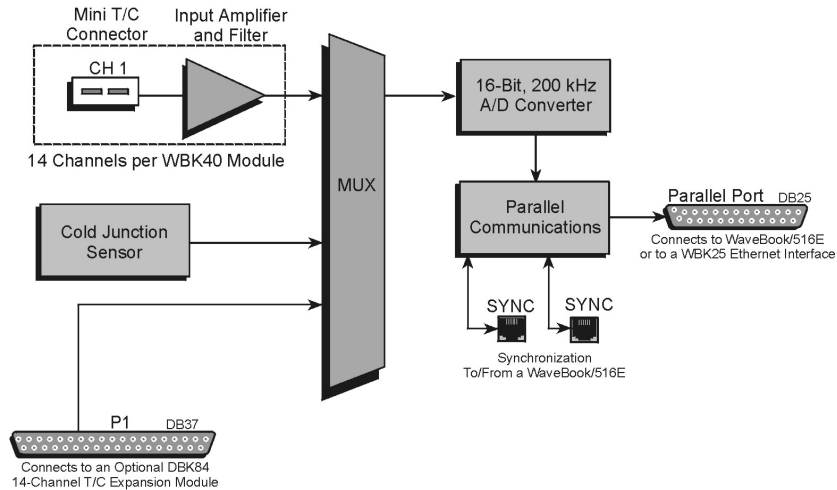 Mini T/C
Connector
Input Amplifier
and Filter
CH 1
14 Channels per WBK40 Module
Cold Junction
Sensor
MUX
16-Bit, 200 kHz
A/D Converter
Parallel
Communications
Parallel Port DB25
Connects to WaveBook/516E
or to a WBK25 Ethernet Interface
SYNC
SYNC
Synchronization
To/From a WaveBook/516E
P1 DB37
Connects to an Optional DBK84
14-Channel T/C Expansion Module